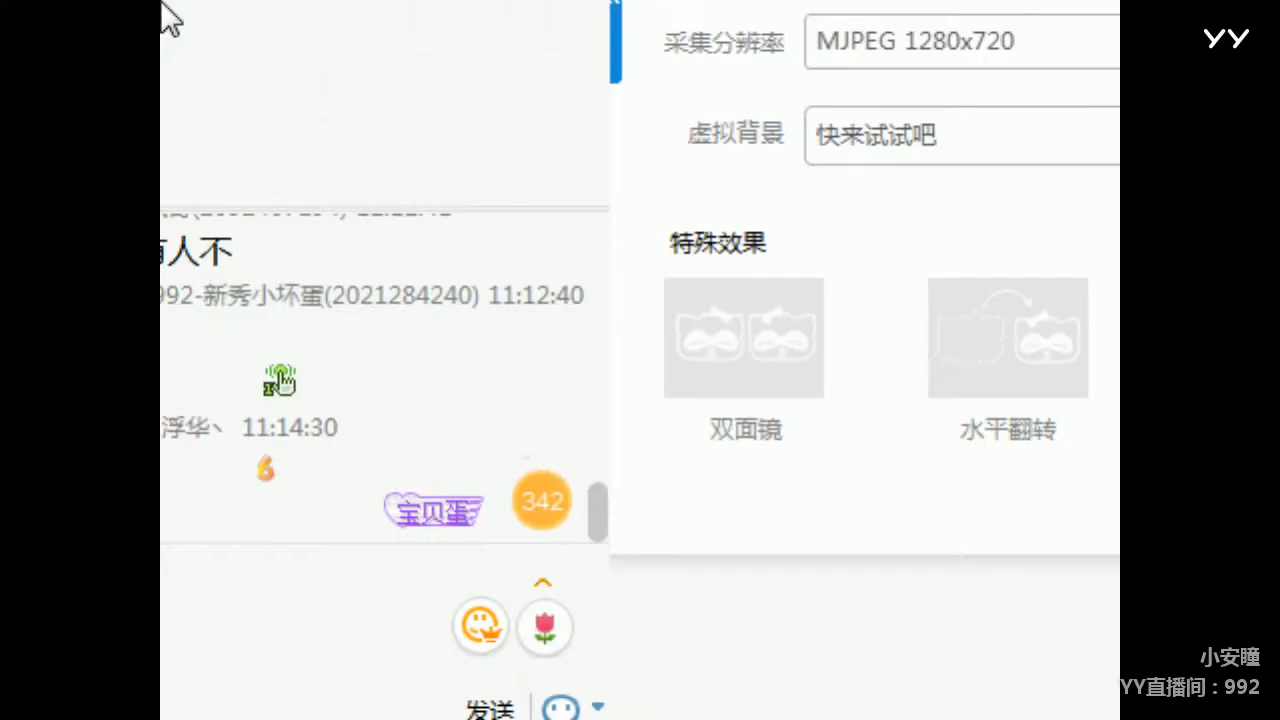 采集分辨率
MJPEG 1280x720
YY
虚拟背景
快来试试吧
人不
992-新秀小坏蛋(2021284240) 11:12:40
特殊效果
浮华丶 11:14:30
6
双面镜
水平翻转
宝贝蛋
342
发送
小安瞳
YY直播间：992